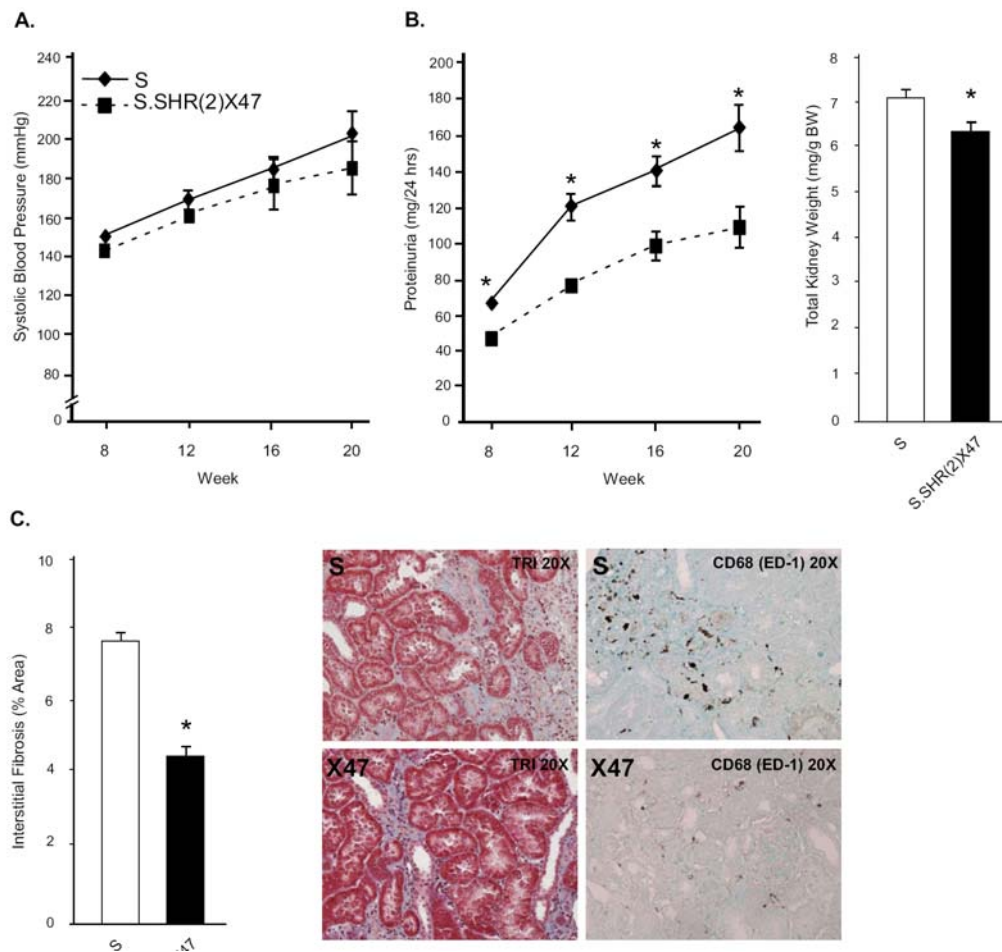 A.
Systolic Blood Pressure (mmHg)
240
220
200
180
160
140
120
100
80
0
S
S.SHR(2)X47
8 12 16 20
Week
B.
Proteinuria (mg/24 hrs)
200
180
160
140
120
100
80
60
40
20
0
*
*
*
*
8 12 16 20
Week
Total Kidney Weight (mg/g BW)
8
7
6
5
4
3
2
1
0
*
S
S.SHR(2)X47
C.
Interstitial Fibrosis (% Area)
10
8
6
4
2
0
*
S
S
TRI 20X
S
CD68 (ED-1) 20X
X47
TRI 20X
X47
CD68 (ED-1) 20X